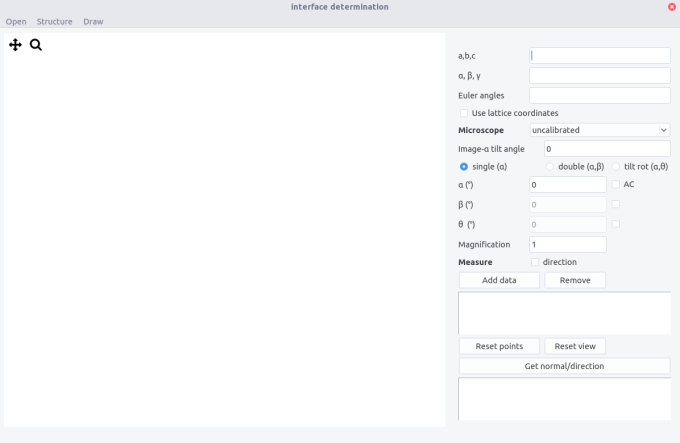 interface determination
Open Structure Draw
a,b,c
α, β, γ
Euler angles
Use lattice coordinates
Microscope uncalibrated
Image-α tilt angle 0
single (α) double (α,β) tilt rot (α,θ)
α (°) 0 AC
β (°) 0
θ (°) 0
Magnification 1
Measure direction
Add data Remove
Reset points Reset view
Get normal/direction